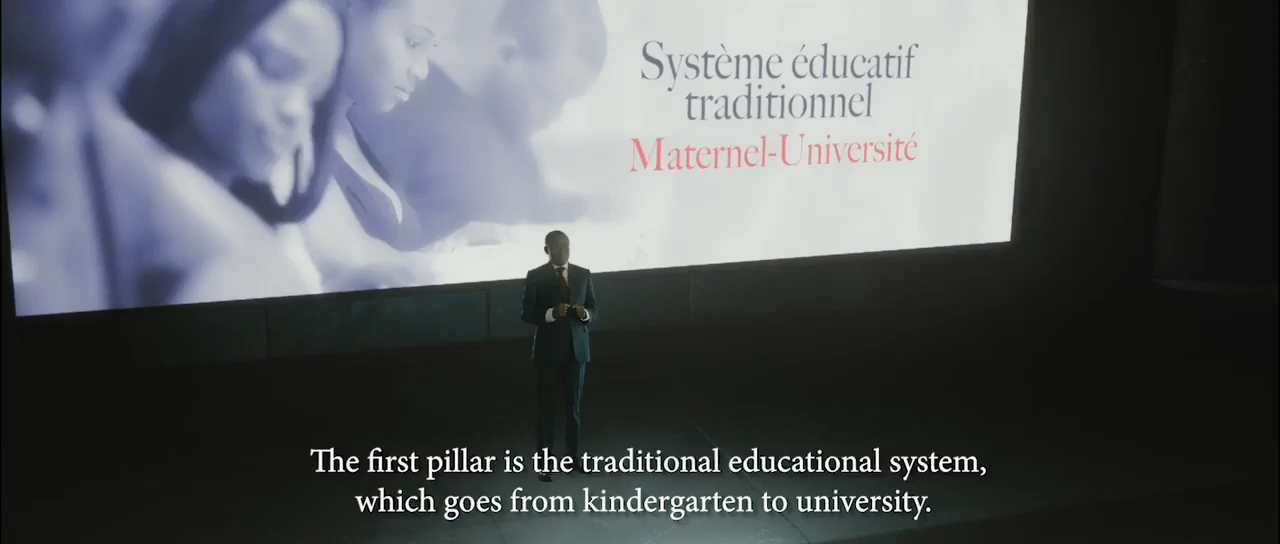 Système éducatif
traditionnel
Maternel-Université
The first pillar is the traditional educational system,
which goes from kindergarten to university.